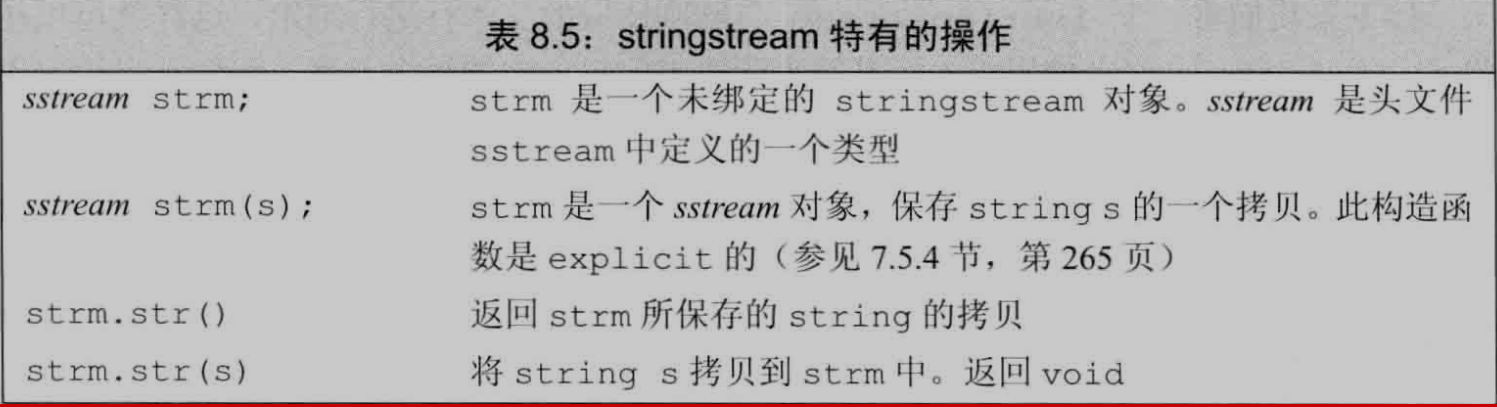 表 8.5：stringstream 特有的操作
sstream strm; strm 是一个未绑定的 stringstream 对象。sstream 是头文件
sstream 中定义的一个类型
sstream strm(s); strm 是一个 sstream 对象，保存 string s 的一个拷贝。此构造函
数是 explicit 的（参见 7.5.4 节，第 265 页）
strm.str() 返回 strm 所保存的 string 的拷贝
strm.str(s) 将 string s 拷贝到 strm 中。返回 void